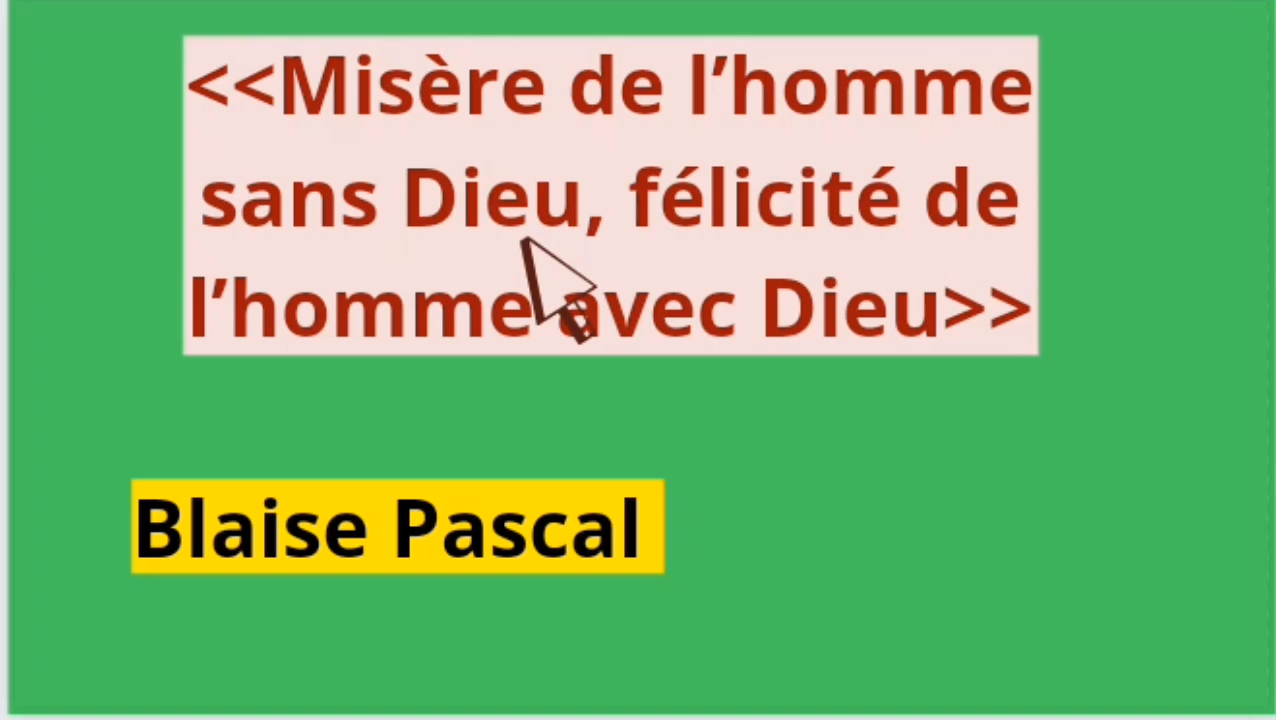 <<Misère de l’homme
sans Dieu, félicité de
l’homme avec Dieu>>
Blaise Pascal